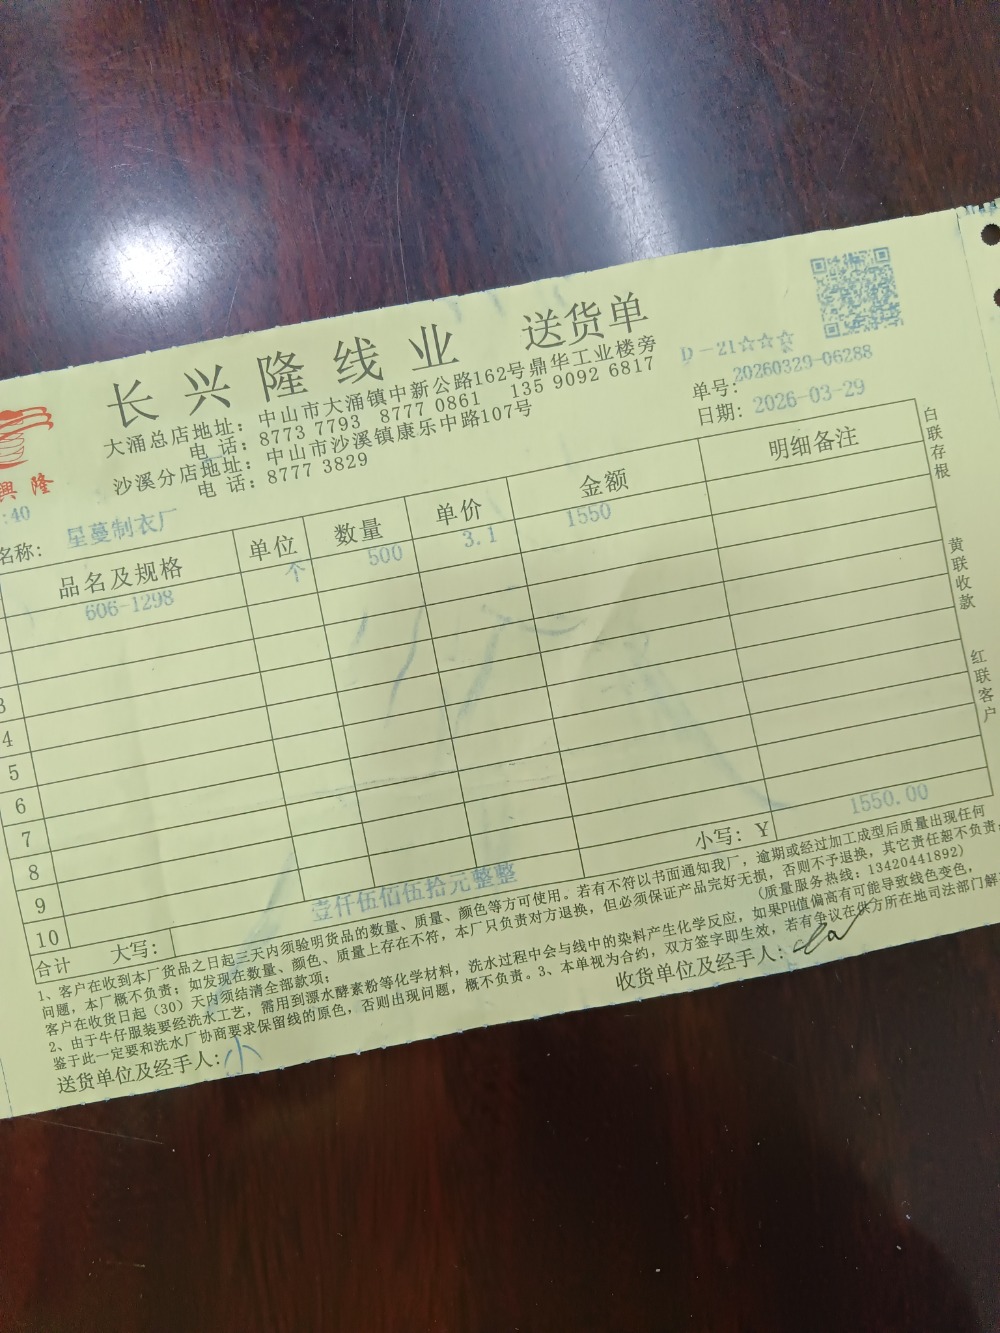 长兴隆线业 送货单
D-21☆☆☆
大涌总店地址: 中山市大涌镇中新公路162号鼎华工业楼旁
单号: 20260329-06288
电 话: 8773 7793 8777 0861 135 9092 6817
日期: 2026-03-29
沙溪分店地址: 中山市沙溪镇康乐中路107号
电 话: 8777 3829
興 隆
:40
名称: 星蔓制衣厂
品名及规格 单位 数量 单价 金额 明细备注
606-1298 个 500 3.1 1550
3
4
5
6
7
8
9
10
合计 大写: 壹仟伍佰伍拾元整整 小写: Y 1550.00
白联存根
黄联收款
红联客户
1、客户在收到本厂货品之日起三天内须验明货品的数量、质量、颜色等方可使用。若有不符以书面通知我厂，逾期或经过加工成型后质量出现任何
问题，本厂概不负责；如发现在数量、颜色、质量上存在不符，本厂只负责对方退换，但必须保证产品完好无损，否则不予退换，其它责任恕不负责;
客户在收货日起（30）天内须结清全部款项； (质量服务热线: 13420441892)
2、由于牛仔服装要经洗水工艺，需用到漂水酵素粉等化学材料，洗水过程中会与线中的染料产生化学反应，如果PH值偏高有可能导致线色变色，
鉴于此一定要和洗水厂协商要求保留线的原色，否则出现问题，概不负责。3、本单视为合约，双方签字即生效，若有争议在供方所在地司法部门解
送货单位及经手人: 小
收货单位及经手人: